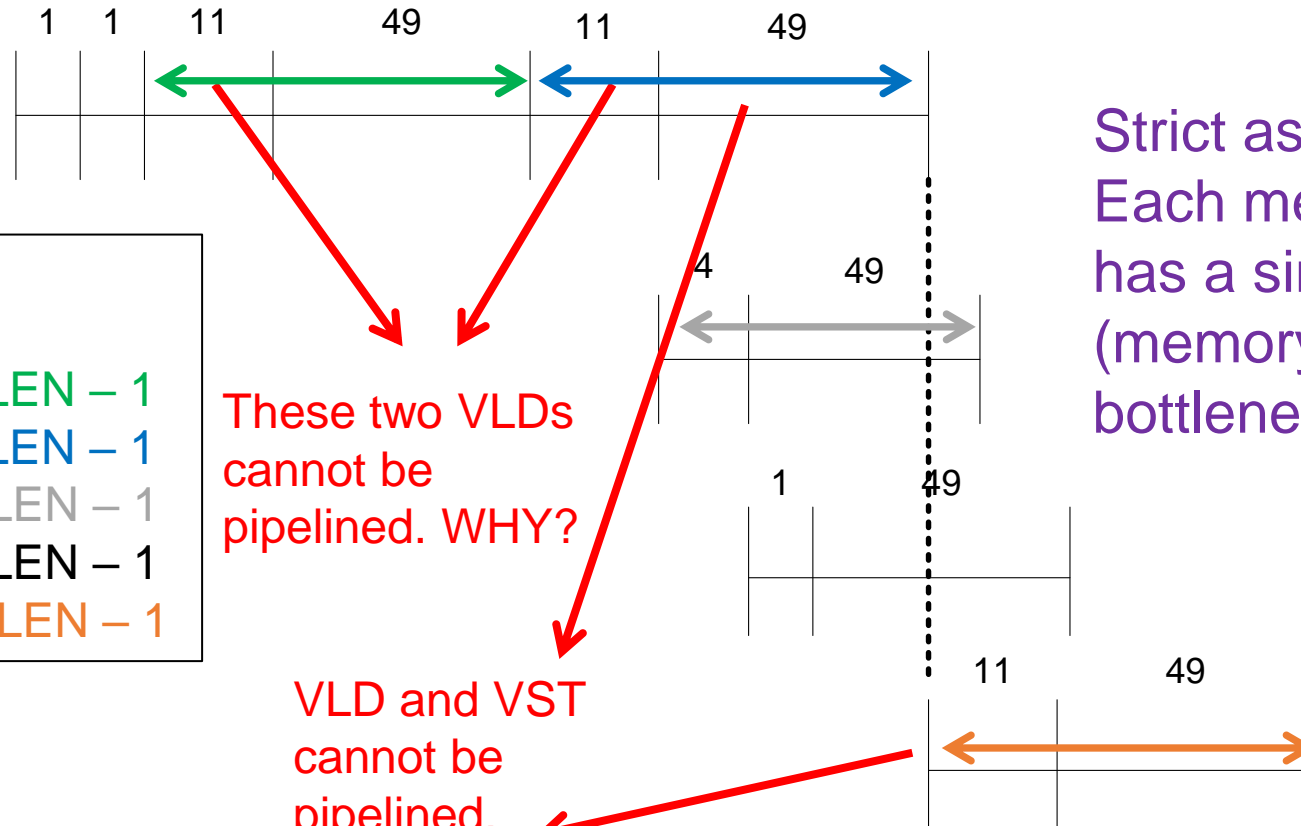 1 1 11 49 11 49
Strict as
Each me
has a sin
(memory
bottlene
4 49
LEN – 1
LEN – 1
LEN – 1
LEN – 1
LEN – 1
These two VLDs
cannot be
pipelined. WHY?
1 49
11 49
VLD and VST
cannot be
pipelined.